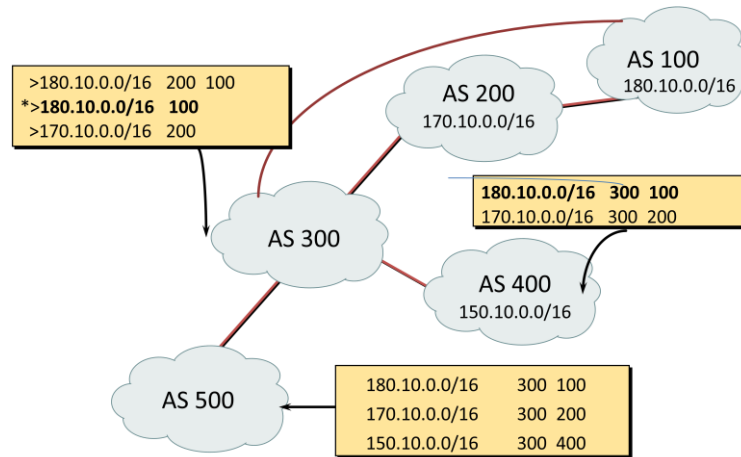 >180.10.0.0/16 200 100
*>180.10.0.0/16 100
>170.10.0.0/16 200
AS 100
180.10.0.0/16
AS 200
170.10.0.0/16
180.10.0.0/16 300 100
170.10.0.0/16 300 200
AS 300
AS 400
150.10.0.0/16
AS 500
180.10.0.0/16 300 100
170.10.0.0/16 300 200
150.10.0.0/16 300 400